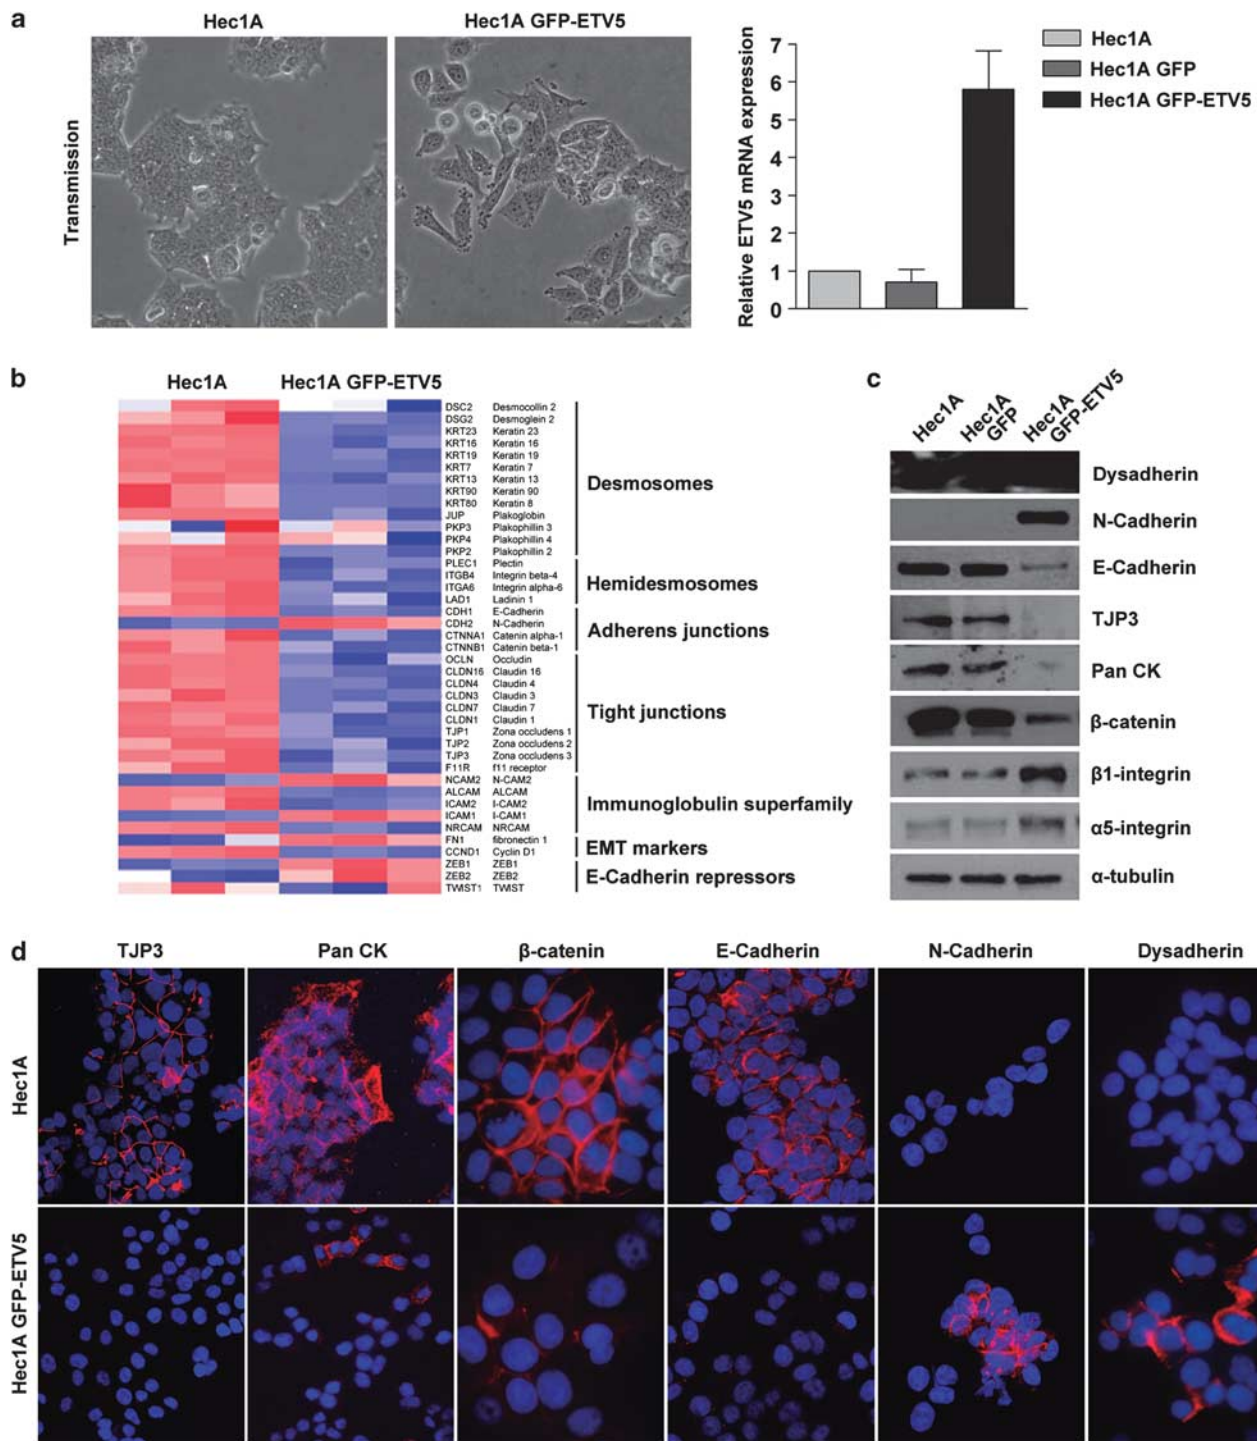 a
Hec1A
Hec1A GFP-ETV5
Transmission
Relative ETV5 mRNA expression
7
6
5
4
3
2
1
0
Hec1A
Hec1A GFP
Hec1A GFP-ETV5
b
Hec1A
Hec1A GFP-ETV5
DSC2 Desmocollin 2
DSG2 Desmoglein 2
KRT23 Keratin 23
KRT16 Keratin 16
KRT19 Keratin 19
KRT7 Keratin 7
KRT13 Keratin 13
KRT90 Keratin 90
KRT80 Keratin 8
JUP Plakoglobin
PKP3 Plakophillin 3
PKP4 Plakophillin 4
PKP2 Plakophillin 2
Desmosomes
PLEC1 Plectin
ITGB4 Integrin beta-4
ITGA6 Integrin alpha-6
LAD1 Ladinin 1
Hemidesmosomes
CDH1 E-Cadherin
CDH2 N-Cadherin
CTNNA1 Catenin alpha-1
CTNNB1 Catenin beta-1
Adherens junctions
OCLN Occludin
CLDN16 Claudin 16
CLDN4 Claudin 4
CLDN3 Claudin 3
CLDN7 Claudin 7
CLDN1 Claudin 1
TJP1 Zona occludens 1
TJP2 Zona occludens 2
TJP3 Zona occludens 3
F11R f11 receptor
Tight junctions
NCAM2 N-CAM2
ALCAM ALCAM
ICAM2 I-CAM2
ICAM1 I-CAM1
NRCAM NRCAM
Immunoglobulin superfamily
FN1 fibronectin 1
CCND1 Cyclin D1
EMT markers
ZEB1 ZEB1
ZEB2 ZEB2
TWIST1 TWIST
E-Cadherin repressors
c
Hec1A
Hec1A GFP
Hec1A GFP-ETV5
Dysadherin
N-Cadherin
E-Cadherin
TJP3
Pan CK
β-catenin
β1-integrin
α5-integrin
α-tubulin
d
TJP3
Pan CK
β-catenin
E-Cadherin
N-Cadherin
Dysadherin
Hec1A
Hec1A GFP-ETV5